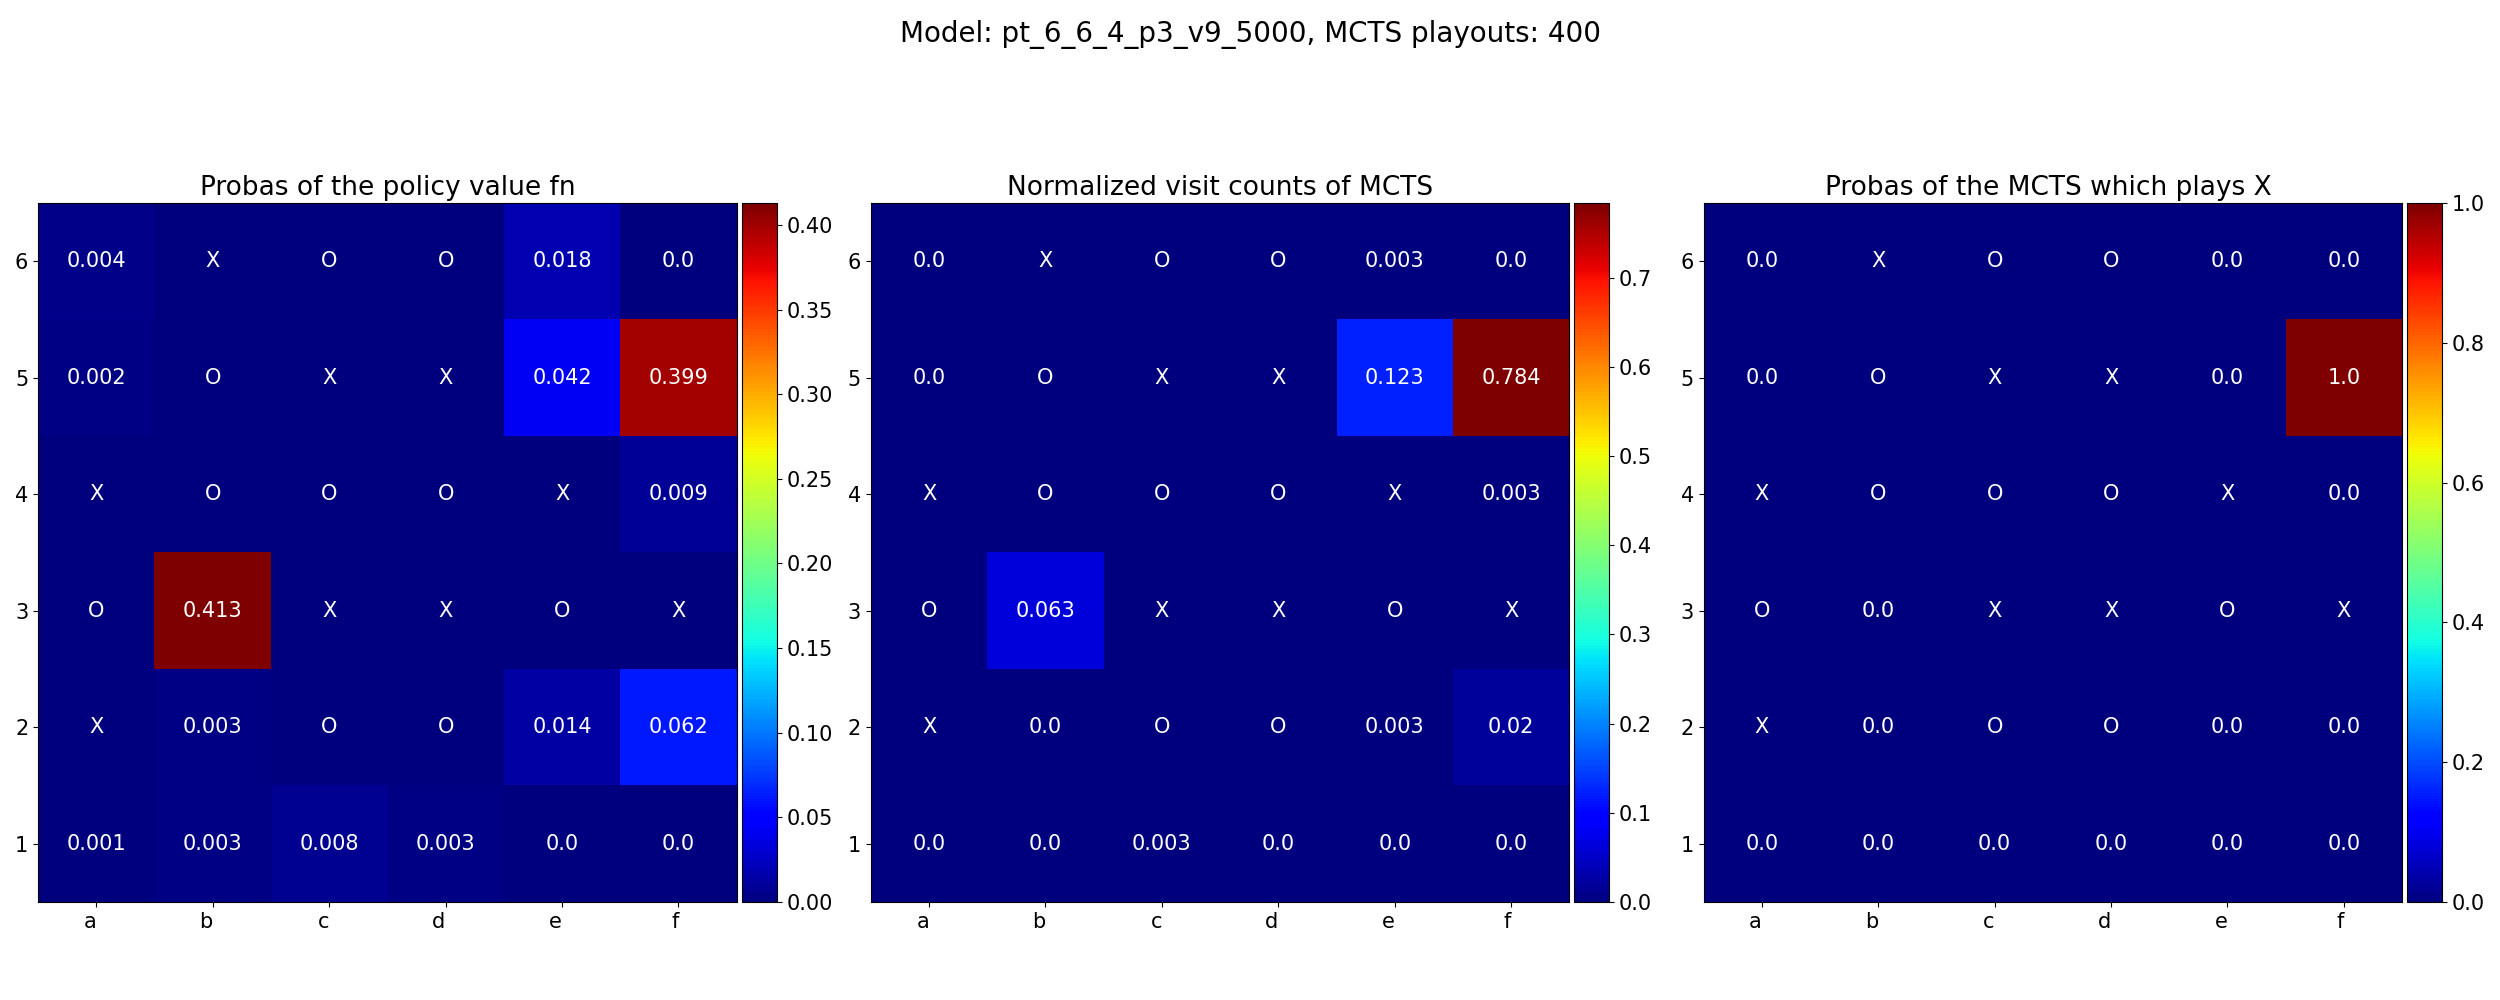 Model: pt_6_6_4_p3_v9_5000, MCTS playouts: 400
Probas of the policy value fn
6 0.004 X O O 0.018 0.0
5 0.002 O X X 0.042 0.399
4 X O O O X 0.009
3 O 0.413 X X O X
2 X 0.003 O O 0.014 0.062
1 0.001 0.003 0.008 0.003 0.0 0.0
a b c d e f
0.40
0.35
0.30
0.25
0.20
0.15
0.10
0.05
0.00
Normalized visit counts of MCTS
6 0.0 X O O 0.003 0.0
5 0.0 O X X 0.123 0.784
4 X O O O X 0.003
3 O 0.063 X X O X
2 X 0.0 O O 0.003 0.02
1 0.0 0.0 0.003 0.0 0.0 0.0
a b c d e f
0.7
0.6
0.5
0.4
0.3
0.2
0.1
0.0
Probas of the MCTS which plays X
6 0.0 X O O 0.0 0.0
5 0.0 O X X 0.0 1.0
4 X O O O X 0.0
3 O 0.0 X X O X
2 X 0.0 O O 0.0 0.0
1 0.0 0.0 0.0 0.0 0.0 0.0
a b c d e f
1.0
0.8
0.6
0.4
0.2
0.0